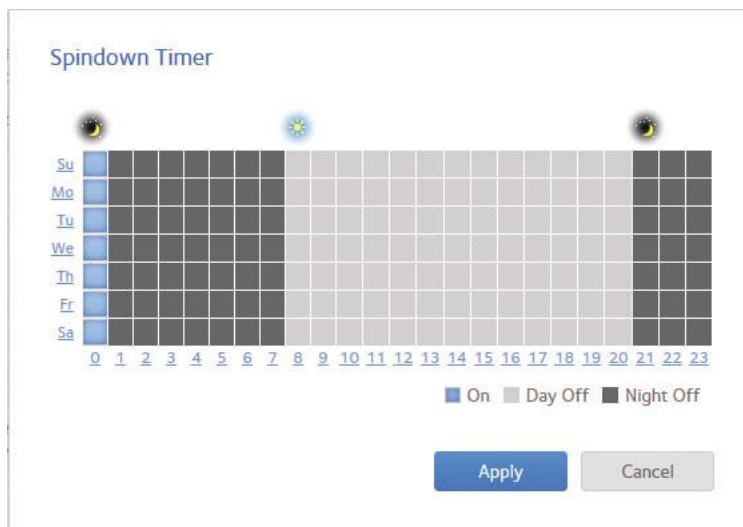 Spindown Timer
Su
Mo
Tu
We
Th
Fr
Sa
0 1 2 3 4 5 6 7 8 9 10 11 12 13 14 15 16 17 18 19 20 21 22 23
On Day Off Night Off
Apply Cancel